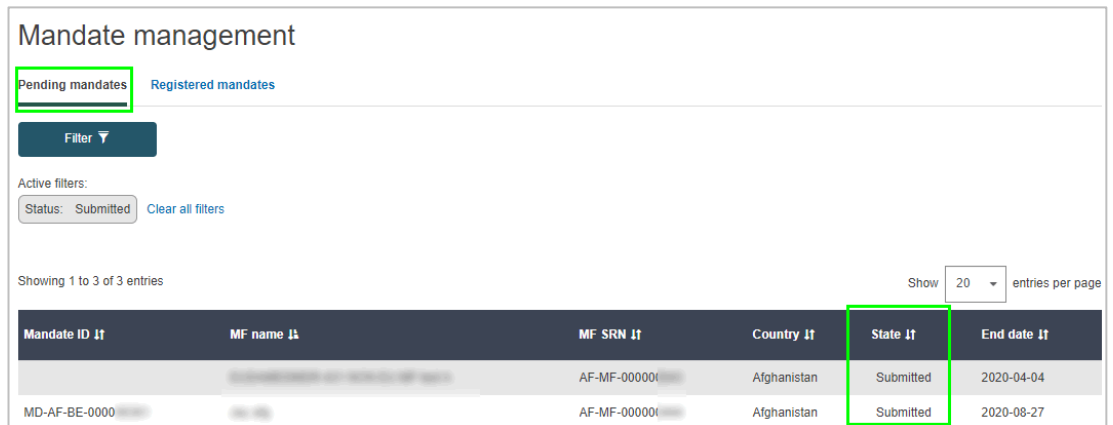 Mandate management
Pending mandates Registered mandates
Filter
Active filters:
Status: Submitted Clear all filters
Showing 1 to 3 of 3 entries Show 20 entries per page
Mandate ID MF name MF SRN Country State End date
AF-MF-000000 Afghanistan Submitted 2020-04-04
MD-AF-BE-0000 AF-MF-000000 Afghanistan Submitted 2020-08-27